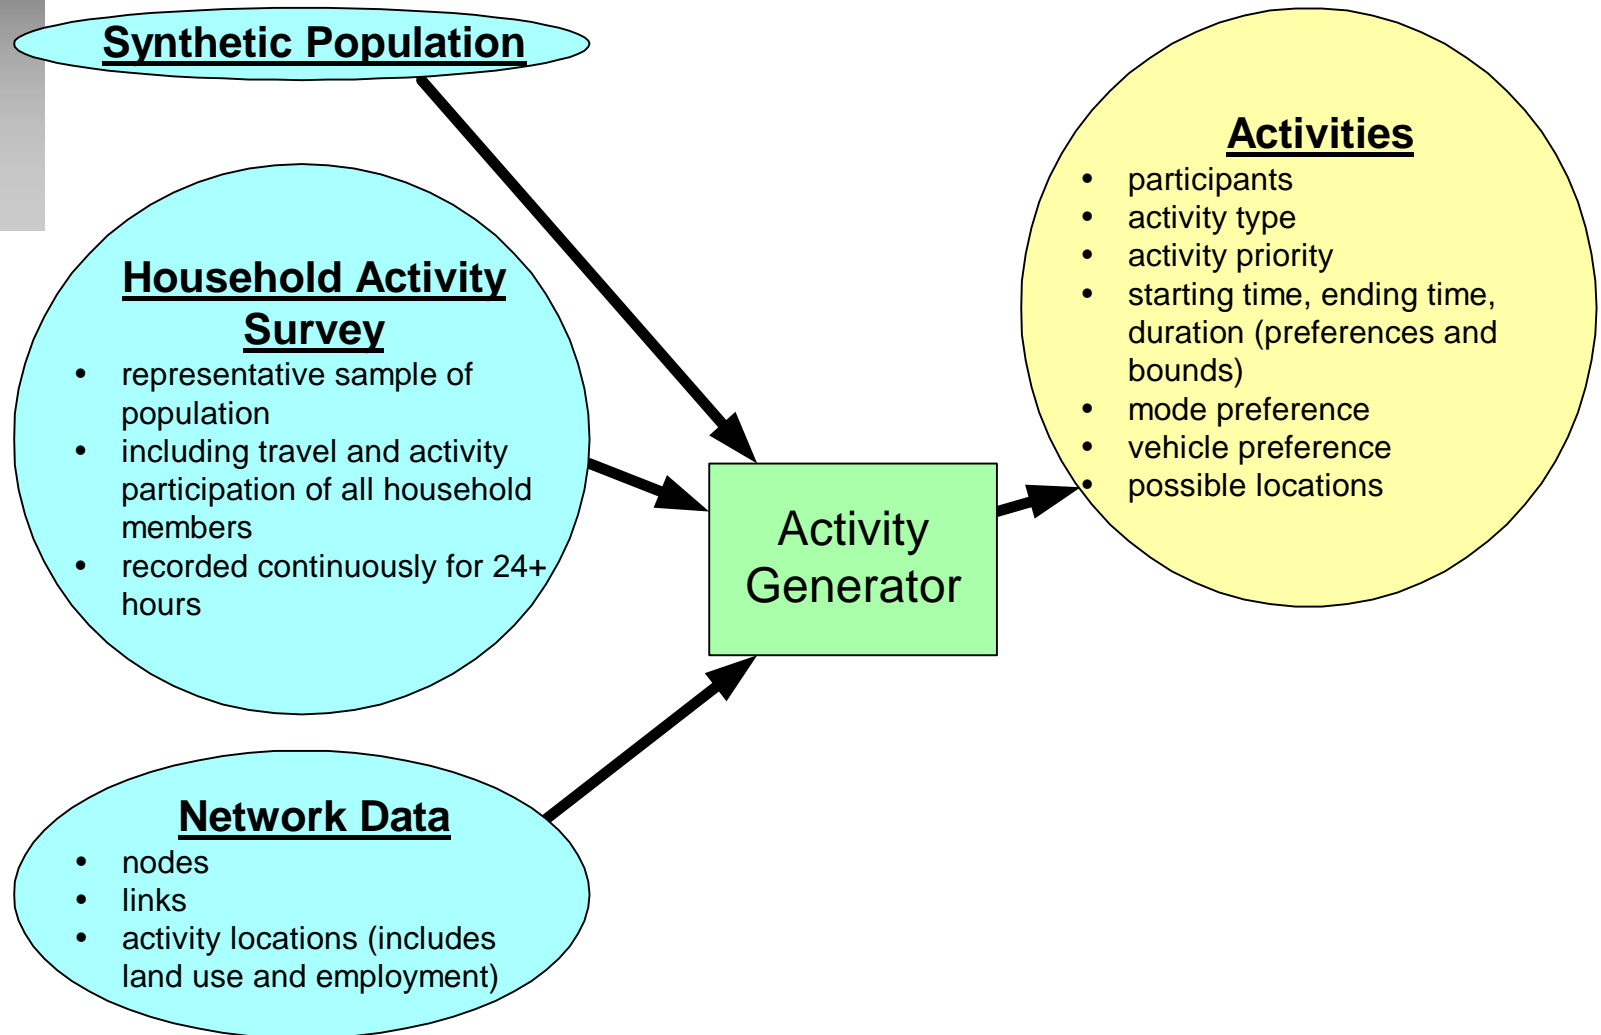 Synthetic Population
Household Activity
Survey
• representative sample of
population
• including travel and activity
participation of all household
members
• recorded continuously for 24+
hours
Network Data
• nodes
• links
• activity locations (includes
land use and employment)
Activity
Generator
Activities
• participants
• activity type
• activity priority
• starting time, ending time,
duration (preferences and
bounds)
• mode preference
• vehicle preference
• possible locations